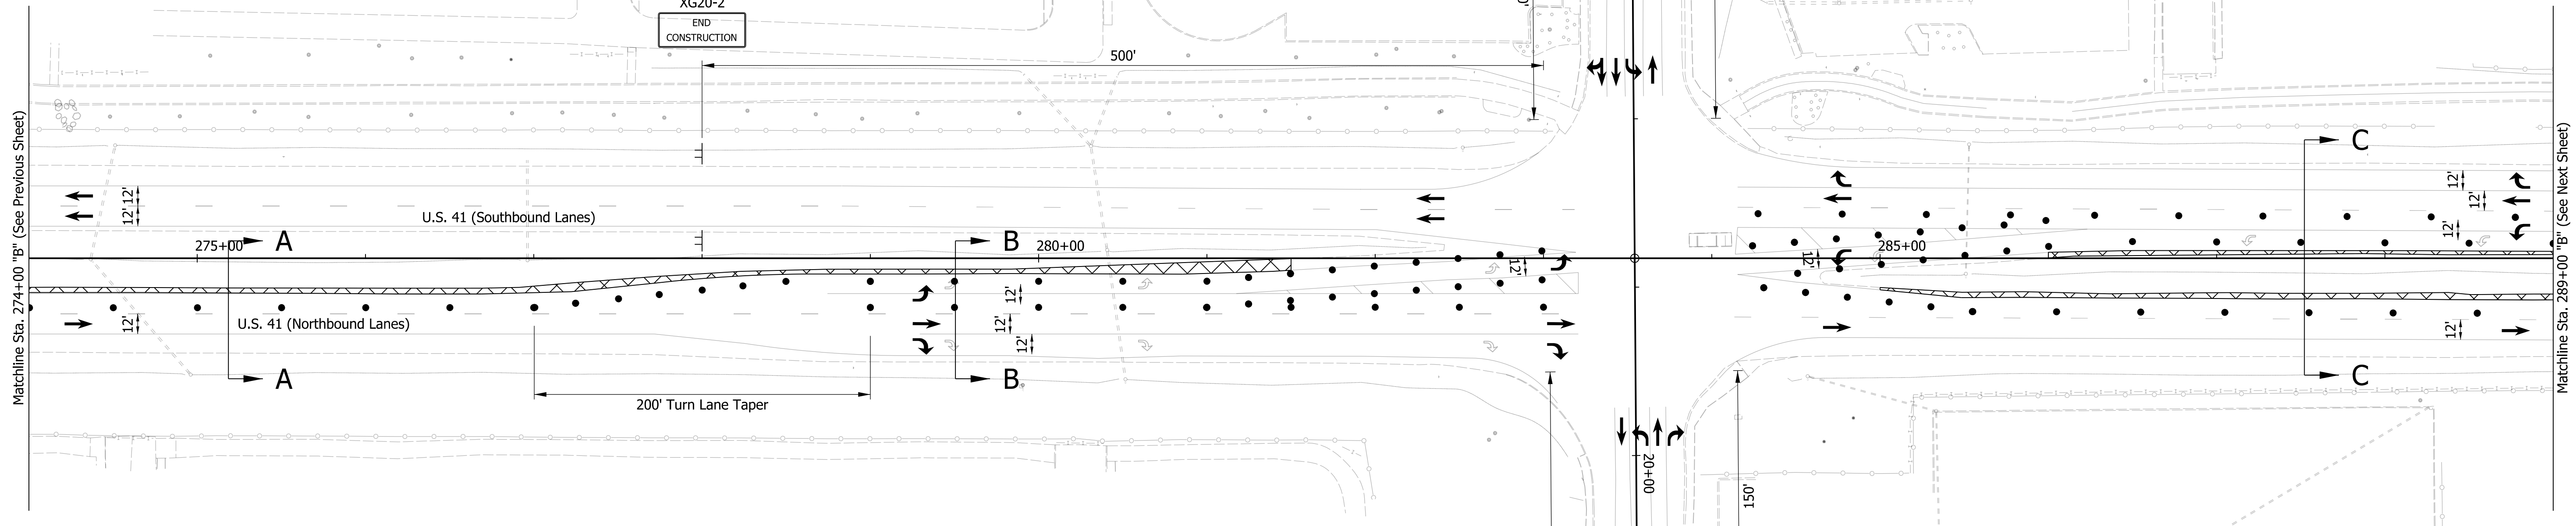 XG20-2
END
CONSTRUCTION
500'
Matchline Sta. 274+00 "B" (See Previous Sheet)
12'
12'
U.S. 41 (Southbound Lanes)
275+00
A
B
280+00
12'
12'
285+00
C
12'
12'
12'
Matchline Sta. 289+00 "B" (See Next Sheet)
12'
U.S. 41 (Northbound Lanes)
12'
12'
12'
12'
A
B
C
200' Turn Lane Taper
20+00
150'